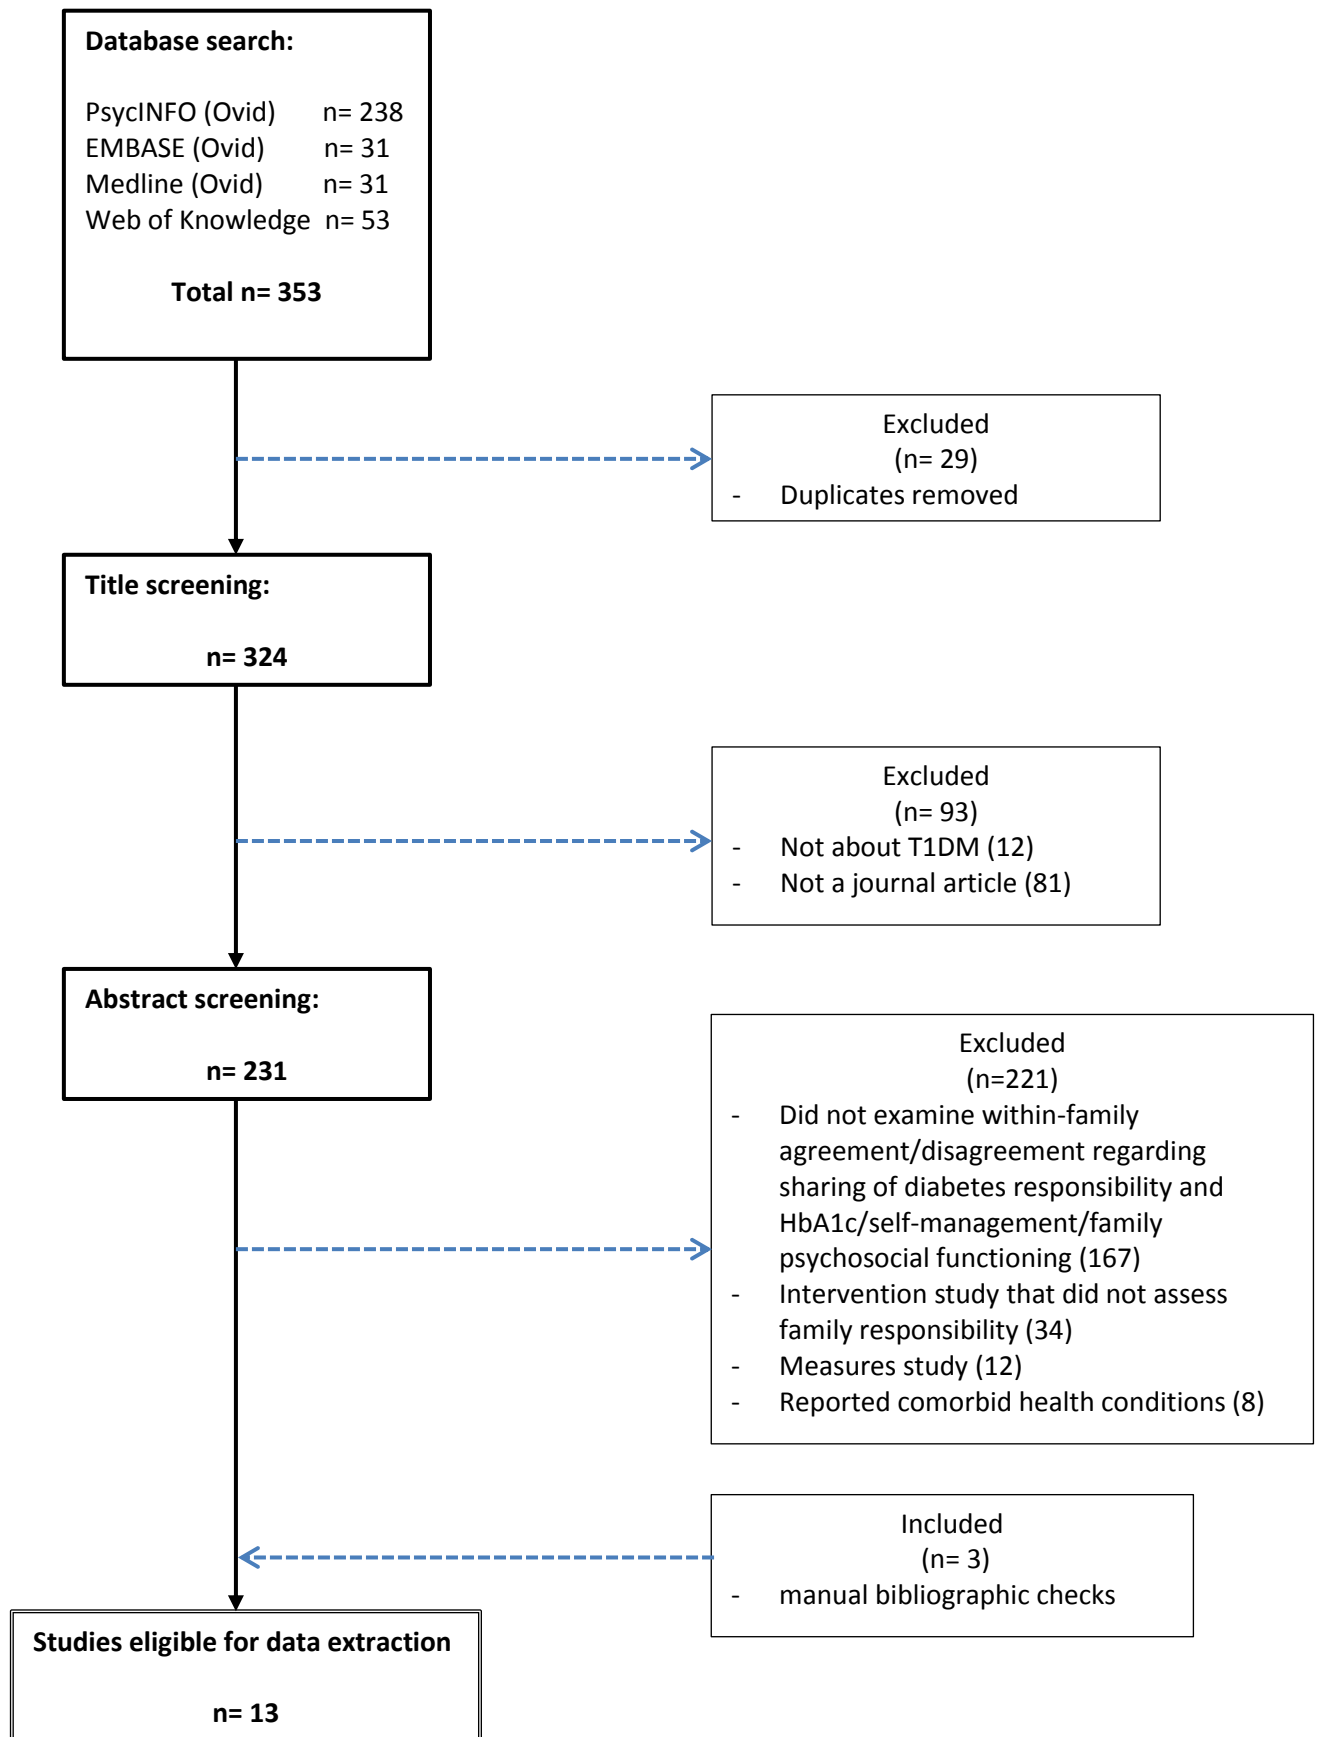 Database search:
PsycINFO (Ovid) n= 238
EMBASE (Ovid) n= 31
Medline (Ovid) n= 31
Web of Knowledge n= 53
Total n= 353
Excluded
(n= 29)
- Duplicates removed
Title screening:
n= 324
Excluded
(n= 93)
- Not about T1DM (12)
- Not a journal article (81)
Abstract screening:
n= 231
Excluded
(n=221)
- Did not examine within-family
agreement/disagreement regarding
sharing of diabetes responsibility and
HbA1c/self-management/family
psychosocial functioning (167)
- Intervention study that did not assess
family responsibility (34)
- Measures study (12)
- Reported comorbid health conditions (8)
Included
(n= 3)
- manual bibliographic checks
Studies eligible for data extraction
n= 13